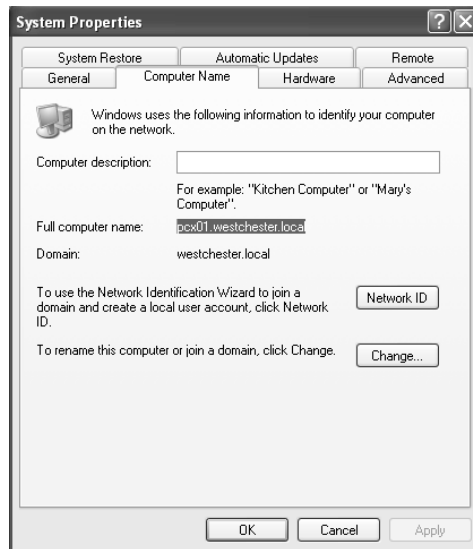 System Properties
System Restore Automatic Updates Remote
General Computer Name Hardware Advanced
Windows uses the following information to identify your computer
on the network.
Computer description:
For example: "Kitchen Computer" or "Mary's
Computer".
Full computer name: pcx01.westchester.local
Domain: westchester.local
To use the Network Identification Wizard to join a
domain and create a local user account, click Network
ID.
Network ID
To rename this computer or join a domain, click Change.
Change...
OK Cancel Apply